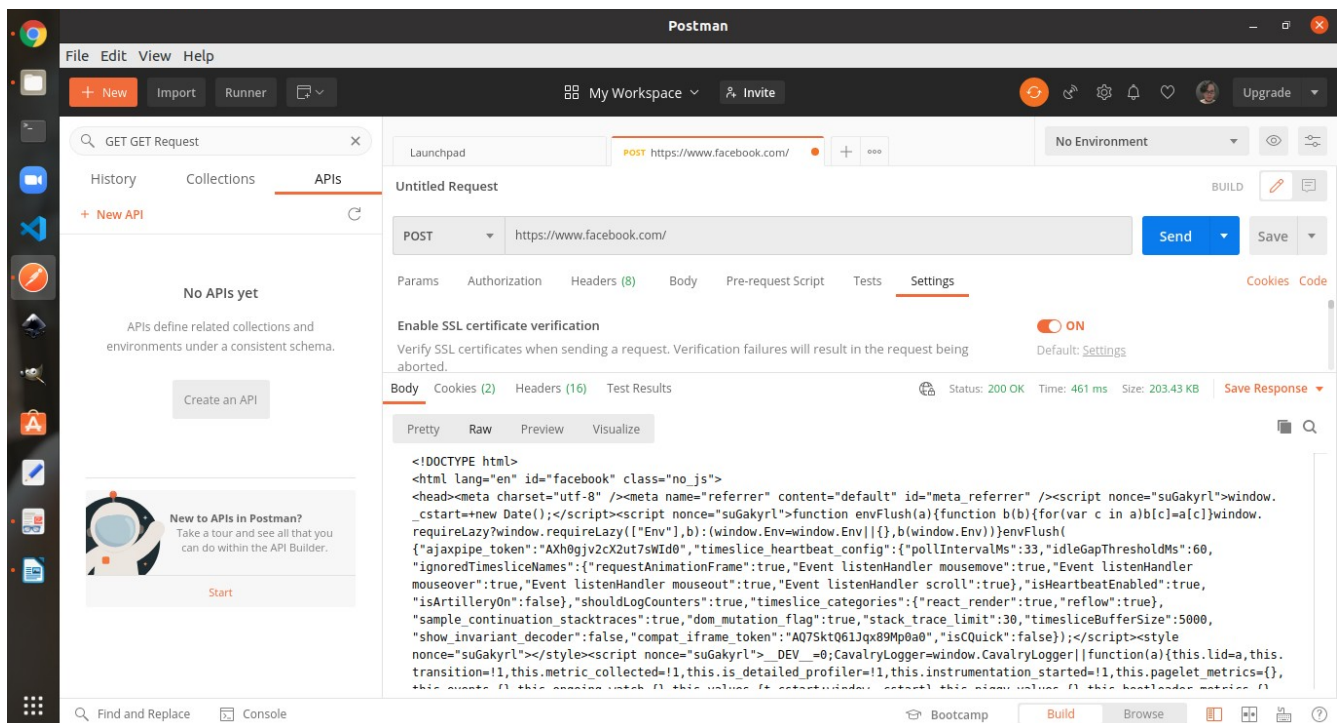 Postman
File Edit View Help
+ New Import Runner My Workspace Invite Upgrade
GET GET Request
History Collections APIs
+ New API
No APIs yet
APIs define related collections and
environments under a consistent schema.
Create an API
New to APIs in Postman?
Take a tour and see all that you
can do within the API Builder.
Start
Launchpad POST https://www.facebook.com/ No Environment
Untitled Request BUILD
POST https://www.facebook.com/ Send Save
Params Authorization Headers (8) Body Pre-request Script Tests Settings Cookies Code
Enable SSL certificate verification ON
Verify SSL certificates when sending a request. Verification failures will result in the request being Default: Settings
aborted.
Body Cookies (2) Headers (16) Test Results Status: 200 OK Time: 461 ms Size: 203.43 KB Save Response
Pretty Raw Preview Visualize
<!DOCTYPE html>
<html lang="en" id="facebook" class="no_js">
<head><meta charset="utf-8" /><meta name="referrer" content="default" id="meta_referrer" /><script nonce="suGakyrl">window.
_cstart=+new Date();</script><script nonce="suGakyrl">function envFlush(a){function b(b){for(var c in a)b[c]=a[c]}window.
requireLazy?window.requireLazy(["Env"],b):(window.Env=window.Env||{},b(window.Env))}envFlush(
{"ajaxpipe_token":"AXh0gjv2cX2ut7sWId0","timeslice_heartbeat_config":{"pollIntervalMs":33,"idleGapThresholdMs":60,
"ignoredTimesliceNames":{"requestAnimationFrame":true,"Event listenHandler mousemove":true,"Event listenHandler
mouseover":true,"Event listenHandler mouseout":true,"Event listenHandler scroll":true},"isHeartbeatEnabled":true,
"isArtilleryOn":false},"shouldLogCounters":true,"timeslice_categories":{"react_render":true,"reflow":true},
"sample_continuation_stacktraces":true,"dom_mutation_flag":true,"stack_trace_limit":30,"timesliceBufferSize":5000,
"show_invariant_decoder":false,"compat_iframe_token":"AQ7SktQ61Jqx89Mp0a0","isCQuick":false});</script><style
nonce="suGakyrl"></style><script nonce="suGakyrl">__DEV__=0;CavalryLogger=window.CavalryLogger||function(a){this.lid=a,this.
transition=!1,this.metric_collected=!1,this.is_detailed_profiler=!1,this.instrumentation_started=!1,this.pagelet_metrics={},
Find and Replace Console Bootcamp Build Browse